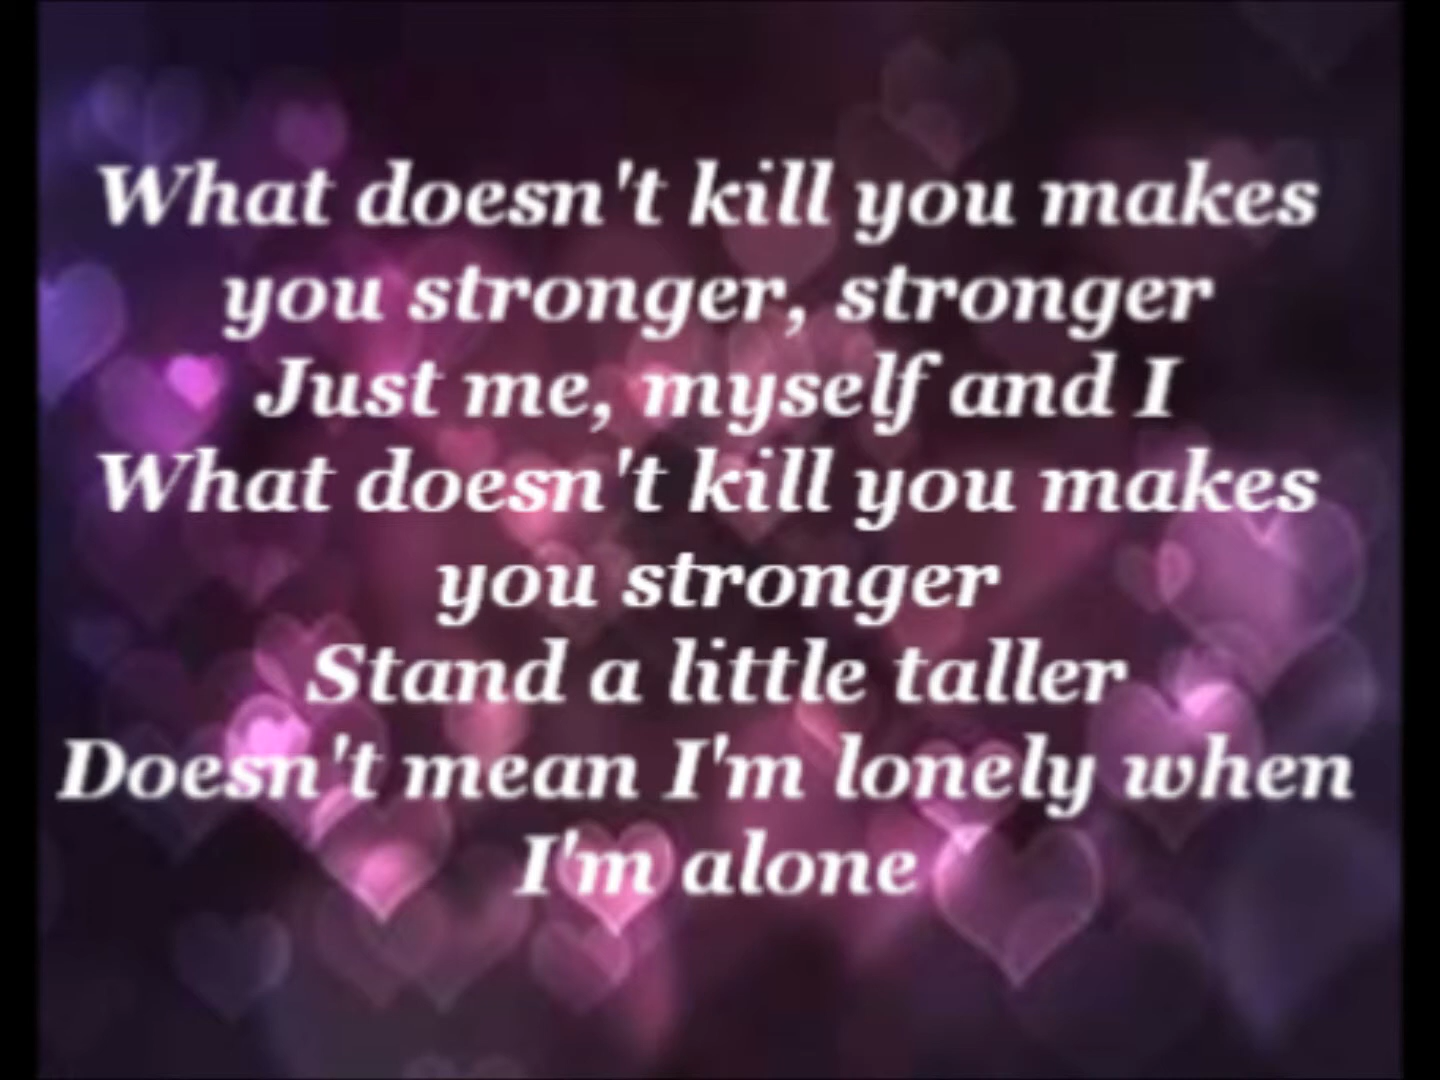 What doesn't kill you makes
you stronger, stronger
Just me, myself and I
What doesn't kill you makes
you stronger
Stand a little taller
Doesn't mean I'm lonely when
I'm alone